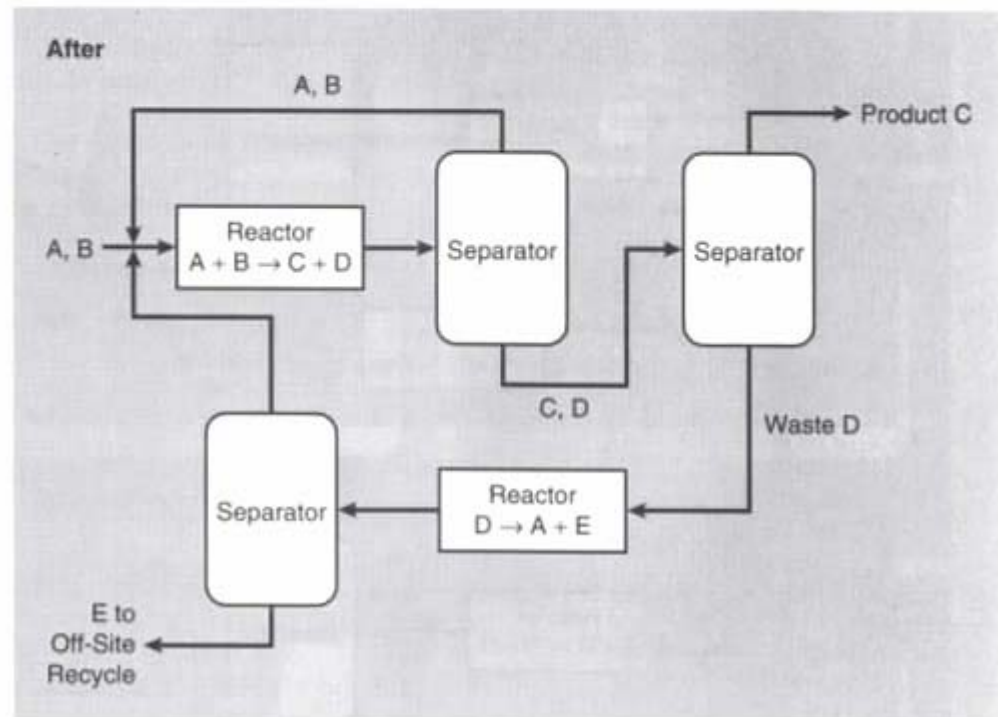 After
A, B
Product C
A, B
Reactor
A + B → C + D
Separator
Separator
C, D
Waste D
Separator
Reactor
D → A + E
E to
Off-Site
Recycle